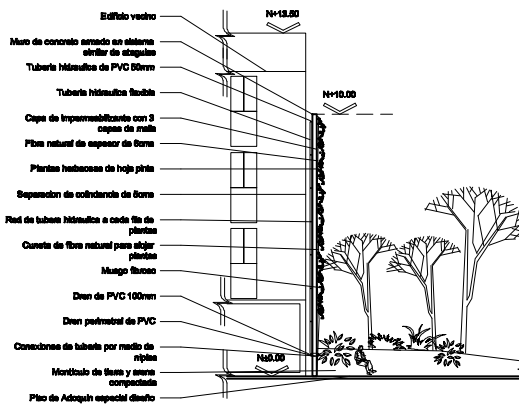 N+13.50
Edificio vecino
Muro de concreto armado en sistema
similar de ataguias
Tuberia hidraulica de PVC 50mm
N+10.00
Tuberia hidraulica flexible
Capa de impermeabilizante con 3
capas de malla
Fibra natural de espesor de 6cms
Plantas herbaceas de hoja pinta
Separacion de colindancia de 5cms
Red de tubera hidraulica a cada fila de
plantas
Cuneta de fibra natural para alojar
plantas
Musgo fibroso
Dren de PVC 100mm
Dren perimetral de PVC
Conexiones de tuberia por medio de
niples
N±0.00
Monticulo de tierra y arena
compactada
Piso de Adoquin especial diseño